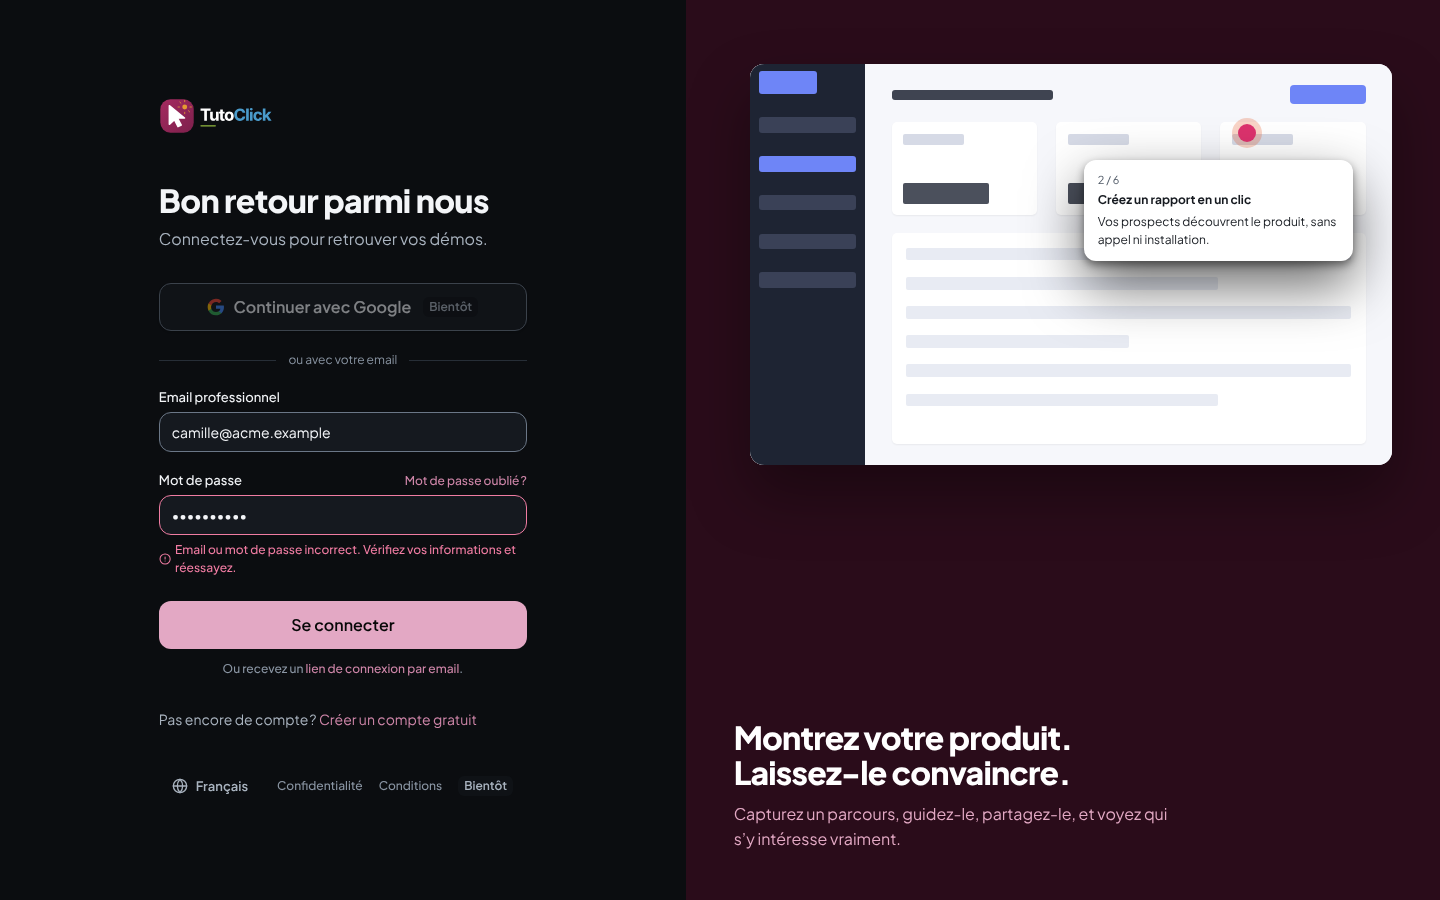 TutoClick
Bon retour parmi nous
Connectez-vous pour retrouver vos démos.
Continuer avec Google Bientôt
ou avec votre email
Email professionnel
camille@acme.example
Mot de passe Mot de passe oublié ?
Email ou mot de passe incorrect. Vérifiez vos informations et
réessayez.
Se connecter
Ou recevez un lien de connexion par email.
Pas encore de compte ? Créer un compte gratuit
Français Confidentialité Conditions Bientôt
2 / 6
Créez un rapport en un clic
Vos prospects découvrent le produit, sans
appel ni installation.
Montrez votre produit.
Laissez-le convaincre.
Capturez un parcours, guidez-le, partagez-le, et voyez qui
s’y intéresse vraiment.